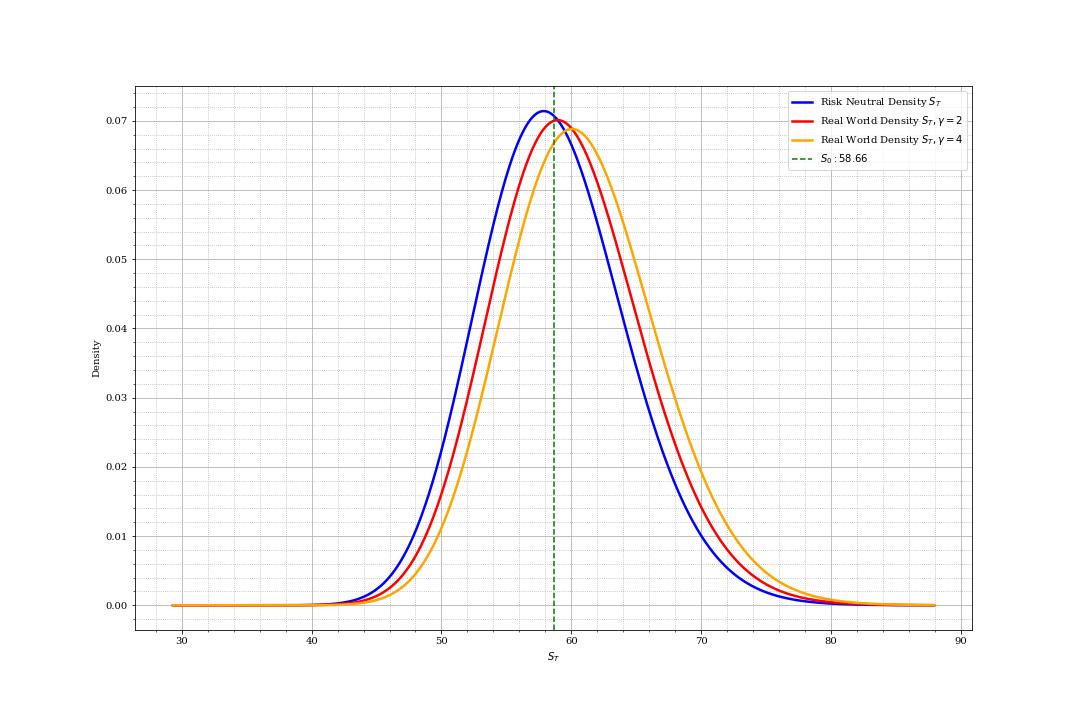 Risk Neutral Density $S_T$
Real World Density $S_T, \gamma = 2$
Real World Density $S_T, \gamma = 4$
$S_0 : 58.66$
0.07
0.06
0.05
0.04
0.03
0.02
0.01
0.00
Density
30 40 50 60 70 80 90
$S_T$